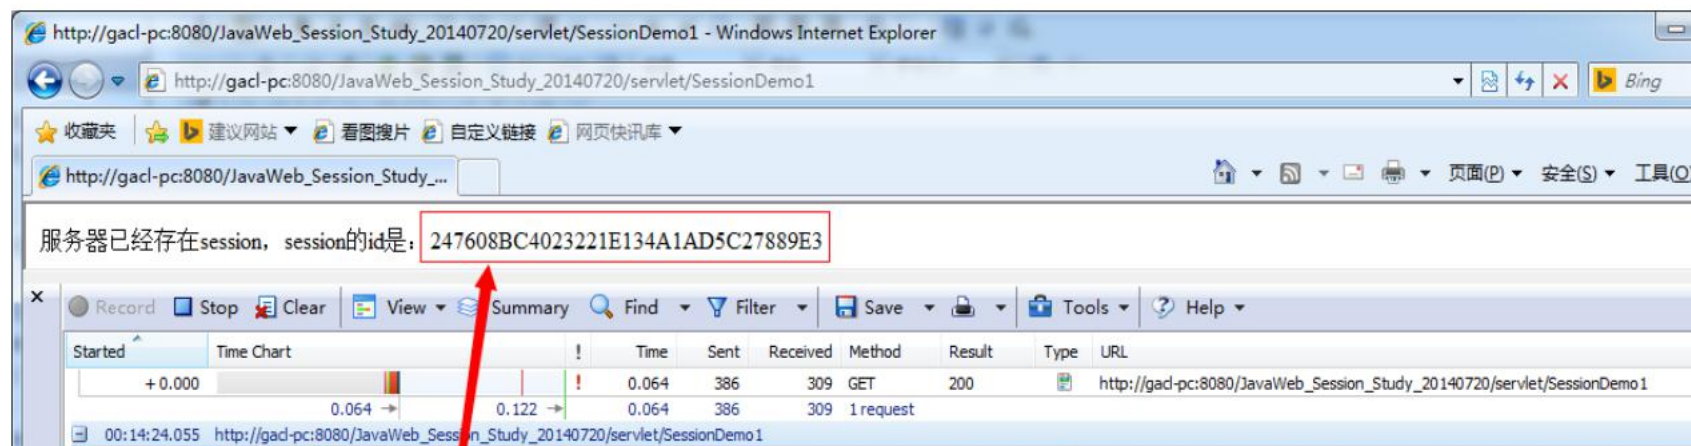 http://gacl-pc:8080/JavaWeb_Session_Study_20140720/servlet/SessionDemo1 - Windows Internet Explorer
http://gacl-pc:8080/JavaWeb_Session_Study_20140720/servlet/SessionDemo1 Bing
收藏夹 建议网站 看图搜片 自定义链接 网页快讯库
http://gacl-pc:8080/JavaWeb_Session_Study_... 页面(P) 安全(S) 工具(O)
服务器已经存在session，session的id是：247608BC4023221E134A1AD5C27889E3
x Record Stop Clear View Summary Find Filter Save Tools Help
Started Time Chart ! Time Sent Received Method Result Type URL
+ 0.000 ! 0.064 386 309 GET 200 http://gacl-pc:8080/JavaWeb_Session_Study_20140720/servlet/SessionDemo1
0.064 0.122 0.064 386 309 1 request
00:14:24.055 http://gacl-pc:8080/JavaWeb_Session_Study_20140720/servlet/SessionDemo1